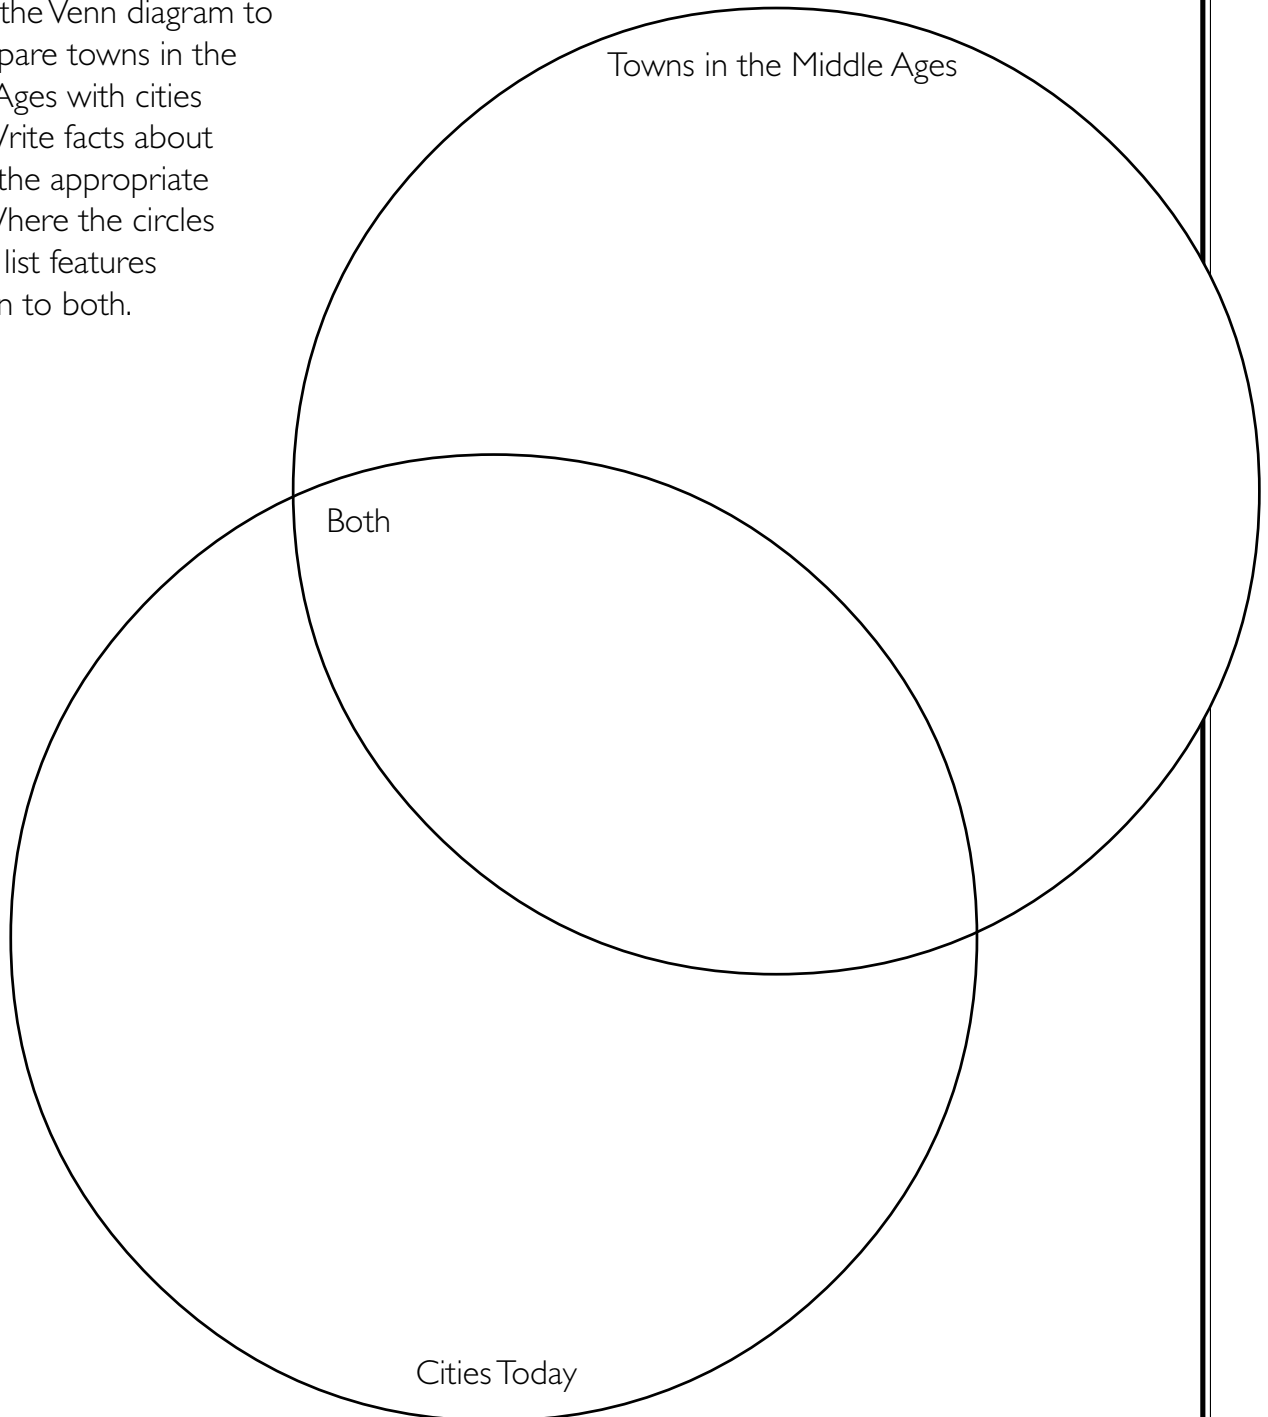 the Venn diagram to
pare towns in the
Ages with cities
rite facts about
the appropriate
here the circles
list features
n to both.
Towns in the Middle Ages
Both
Cities Today